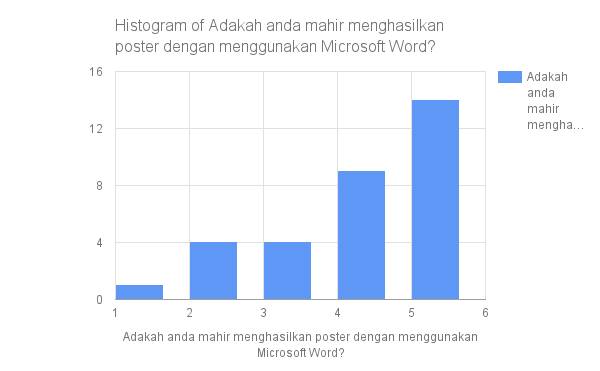 Histogram of Adakah anda mahir menghasilkan
poster dengan menggunakan Microsoft Word?
16
12
8
4
0
1
2
3
4
5
6
Adakah anda mahir menghasilkan poster dengan menggunakan
Microsoft Word?
Adakah
anda
mahir
mengha...